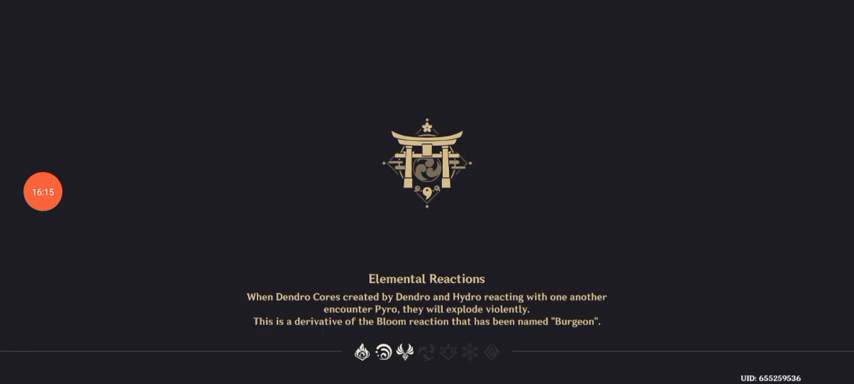 16:15
Elemental Reactions
When Dendro Cores created by Dendro and Hydro reacting with one another
encounter Pyro, they will explode violently.
This is a derivative of the Bloom reaction that has been named "Burgeon".
UID: 655259536